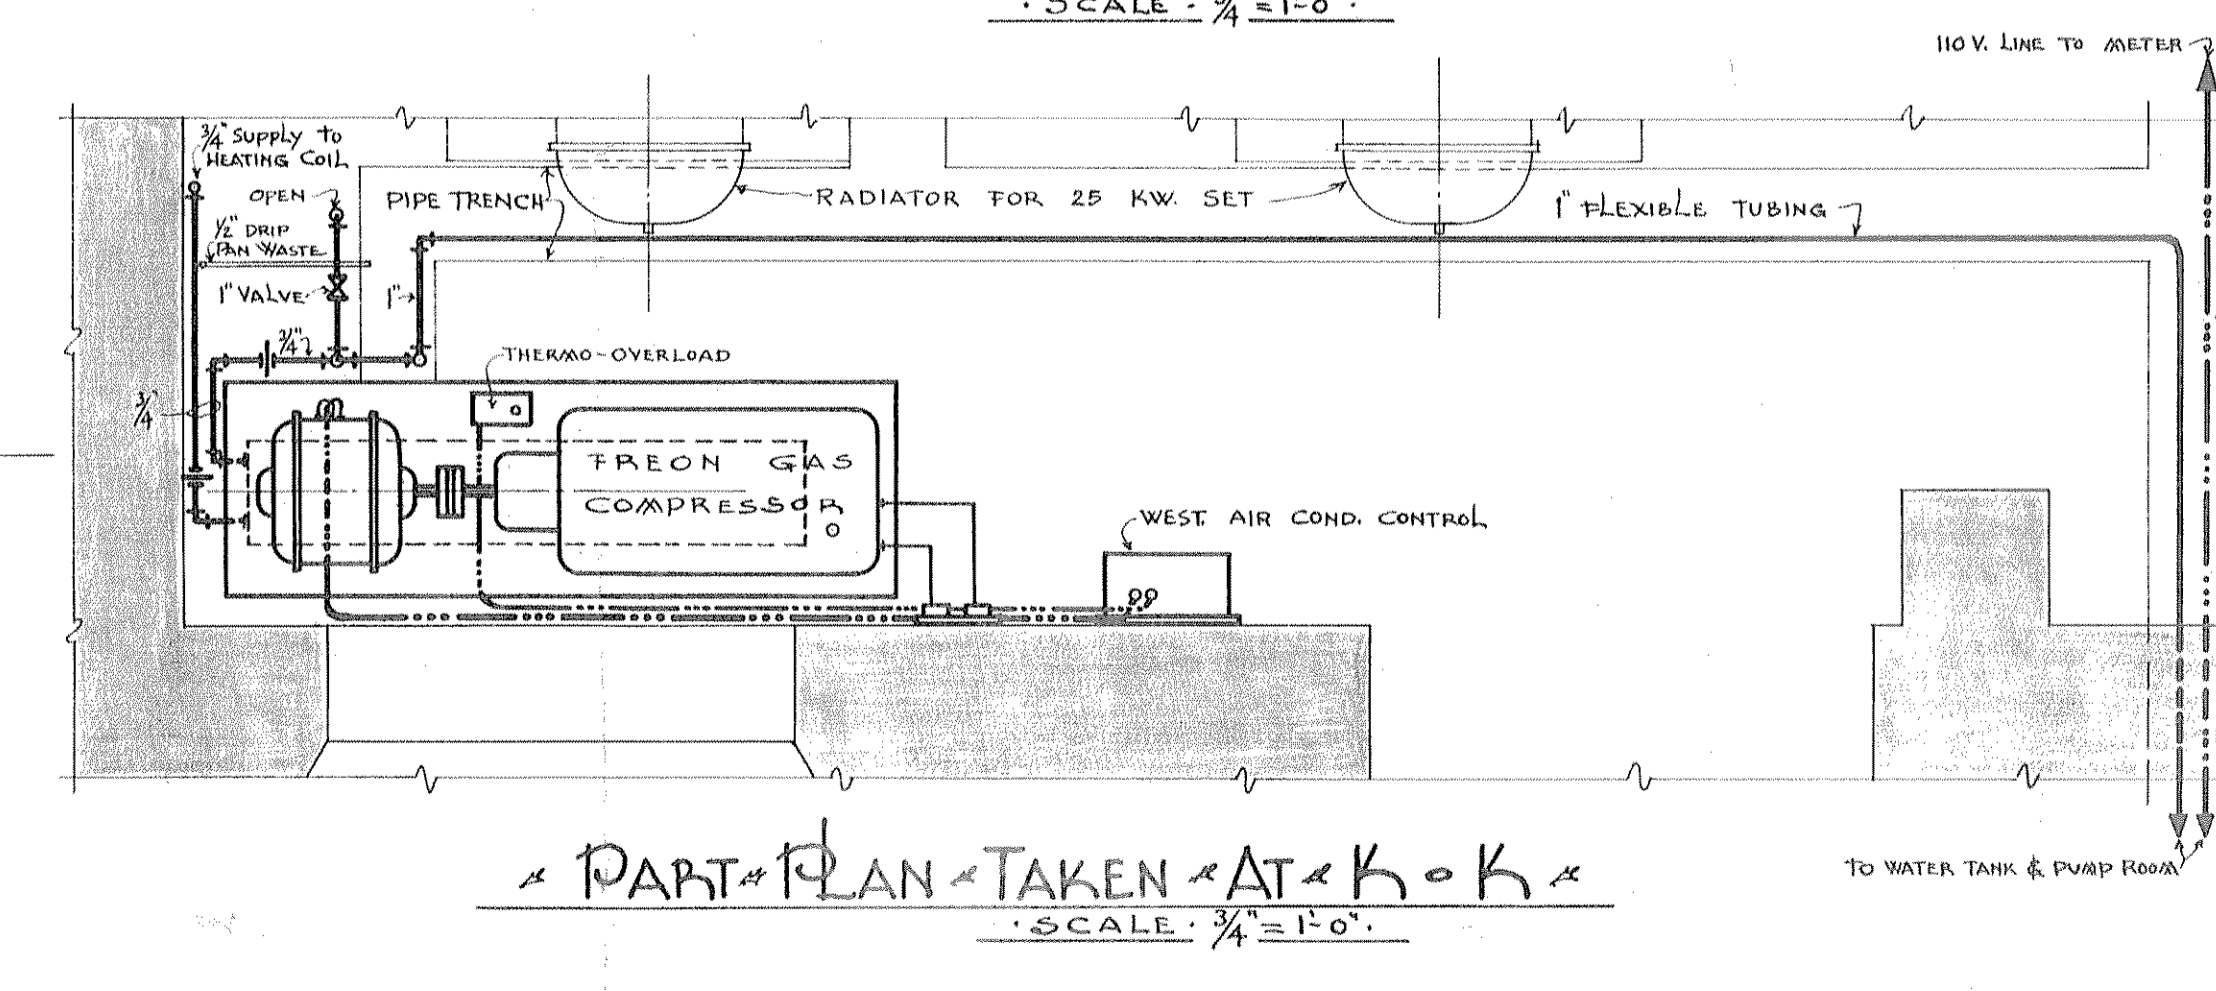 · SCALE · 3/4 = 1-0 ·
110 V. LINE TO METER
3/4" SUPPLY TO
HEATING COIL
OPEN
1/2" DRIP
PAN WASTE
1" VALVE
PIPE TRENCH
RADIATOR FOR 25 KW. SET
1" FLEXIBLE TUBING
1"
3/4"
3/4
THERMO-OVERLOAD
FREON GAS
COMPRESSOR
WEST. AIR COND. CONTROL
TO WATER TANK & PUMP ROOM
PART PLAN TAKEN AT K-K
· SCALE · 3/4" = 1'-0" ·